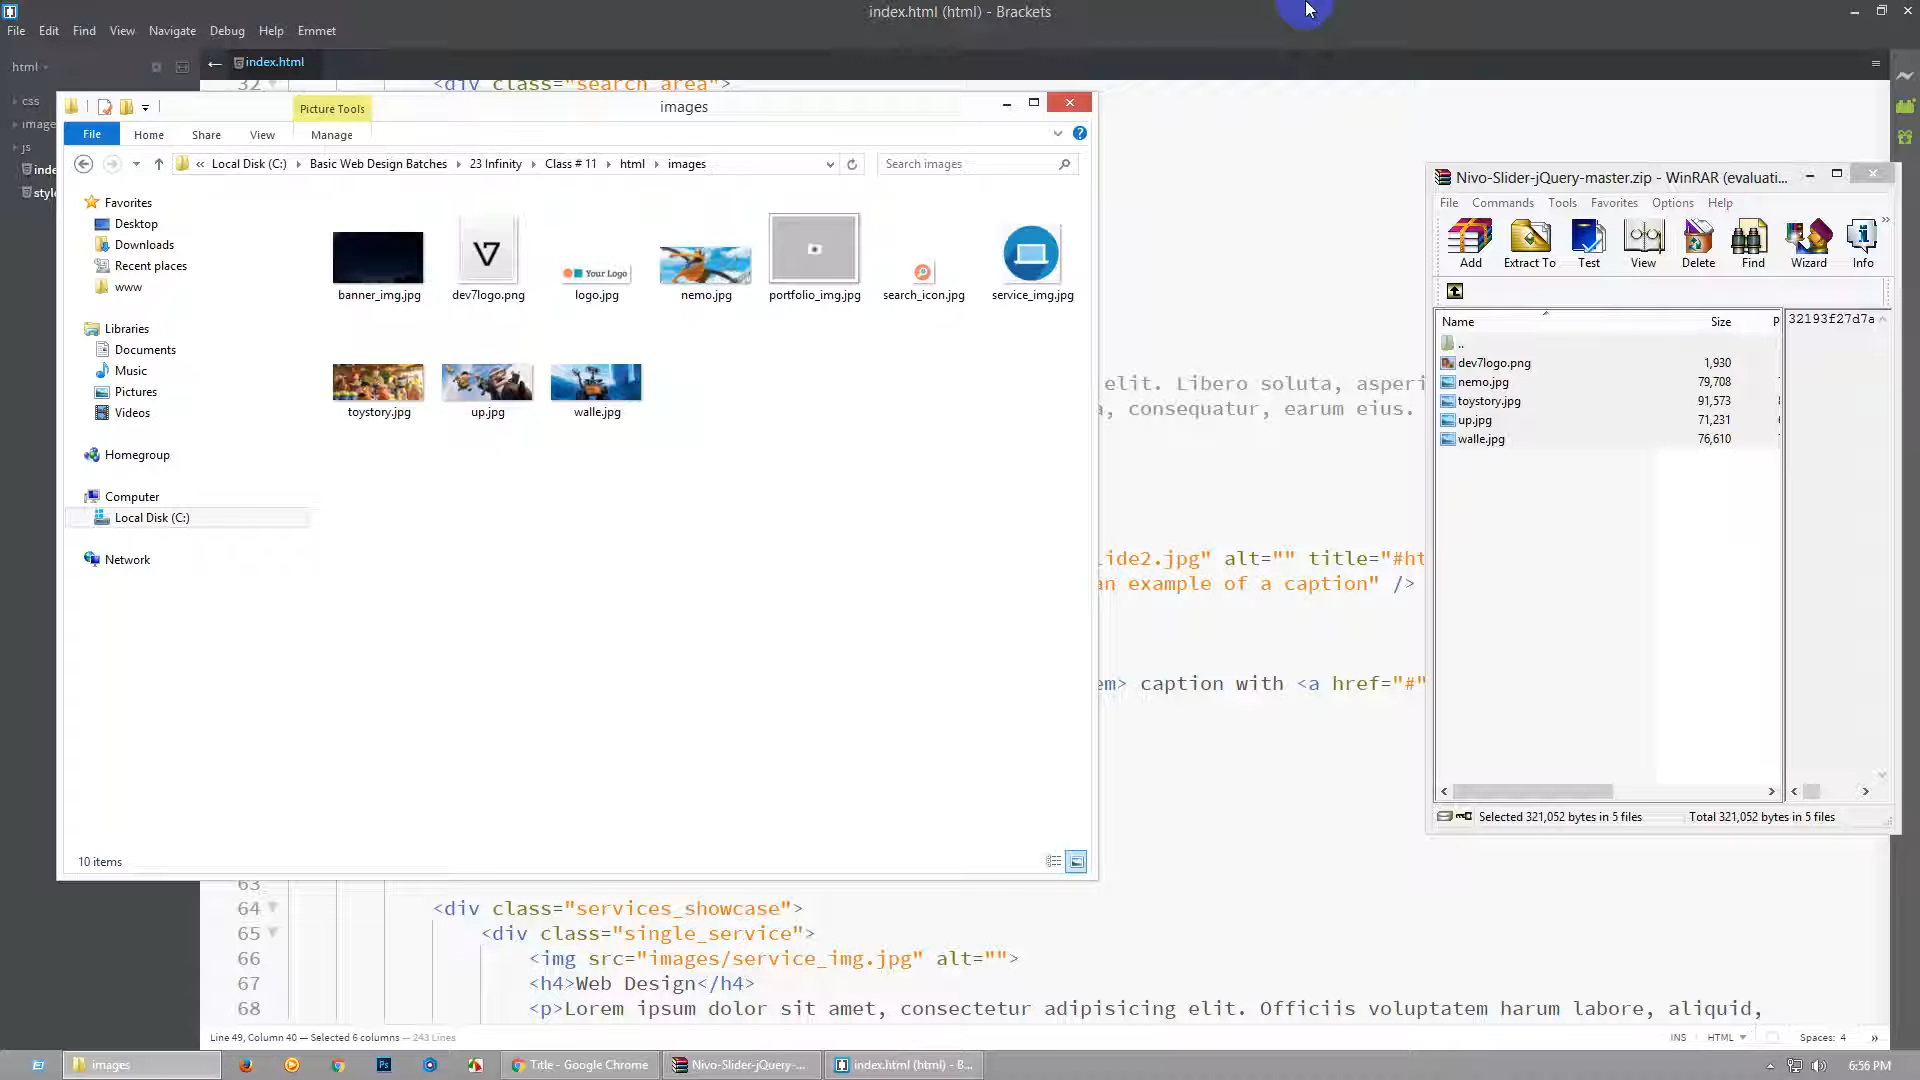 index.html (html) - Brackets
File Edit Find View Navigate Debug Help Emmet
html
index.html
css
image
js
inde
style
32 <div class="search_area">
Picture Tools
images
File Home Share View Manage
« Local Disk (C:) Basic Web Design Batches 23 Infinity Class # 11 html images
Search images
Favorites
Desktop
Downloads
Recent places
www
Libraries
Documents
Music
Pictures
Videos
Homegroup
Computer
Local Disk (C:)
Network
banner_img.jpg dev7logo.png logo.jpg nemo.jpg portfolio_img.jpg search_icon.jpg service_img.jpg
Your Logo
toystory.jpg up.jpg walle.jpg
10 items
Nivo-Slider-jQuery-master.zip - WinRAR (evaluati...
File Commands Tools Favorites Options Help
Add Extract To Test View Delete Find Wizard Info
Name Size P
32193f27d7a
..
dev7logo.png 1,930
nemo.jpg 79,708
toystory.jpg 91,573
up.jpg 71,231
walle.jpg 76,610
Selected 321,052 bytes in 5 files Total 321,052 bytes in 5 files
elit. Libero soluta, asperi
, consequatur, earum eius.
ide2.jpg" alt="" title="#ht
an example of a caption" />
em> caption with <a href="#"
63
64 <div class="services_showcase">
65 <div class="single_service">
66 <img src="images/service_img.jpg" alt="">
67 <h4>Web Design</h4>
68 <p>Lorem ipsum dolor sit amet, consectetur adipisicing elit. Officiis voluptatem harum labore, aliquid,
Line 49, Column 40 — Selected 6 columns — 243 Lines
INS HTML Spaces: 4
images
Ps
Title - Google Chrome
Nivo-Slider-jQuery-...
index.html (html) - B...
6:56 PM